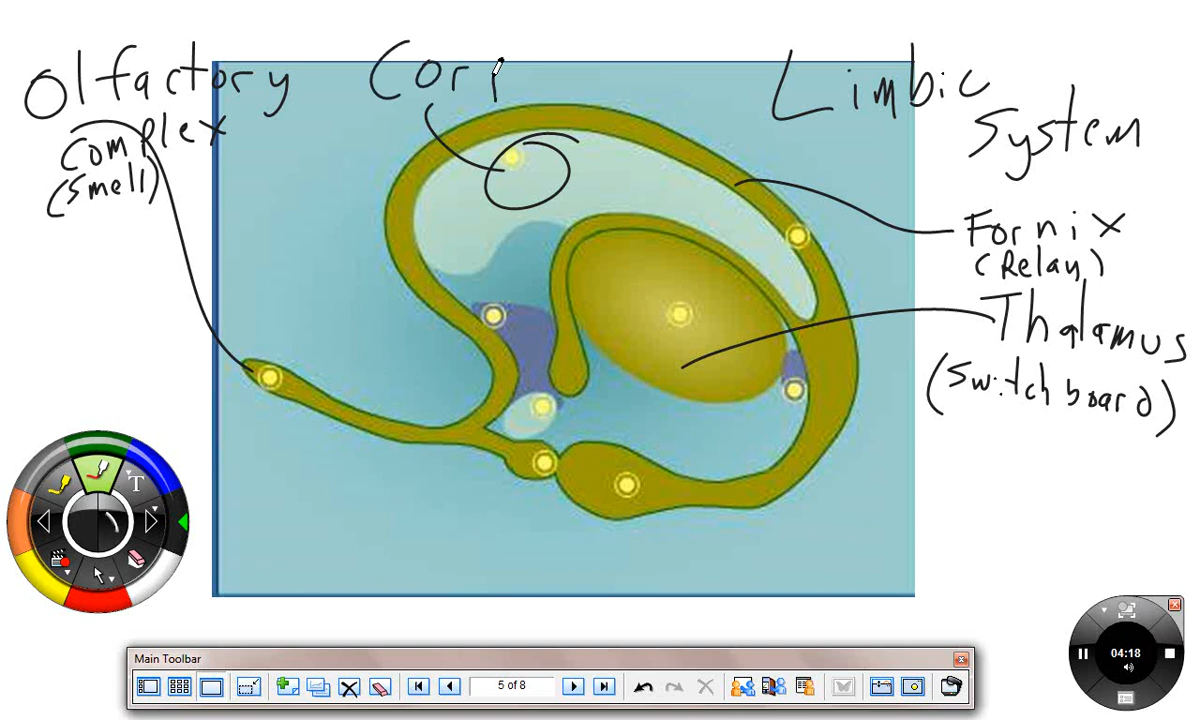 Olfactory
complex
(smell)
Corp
Limbic
System
Fornix
(Relay)
Thalamus
(Switchboard)
T
04:18
Main Toolbar
5 of 8